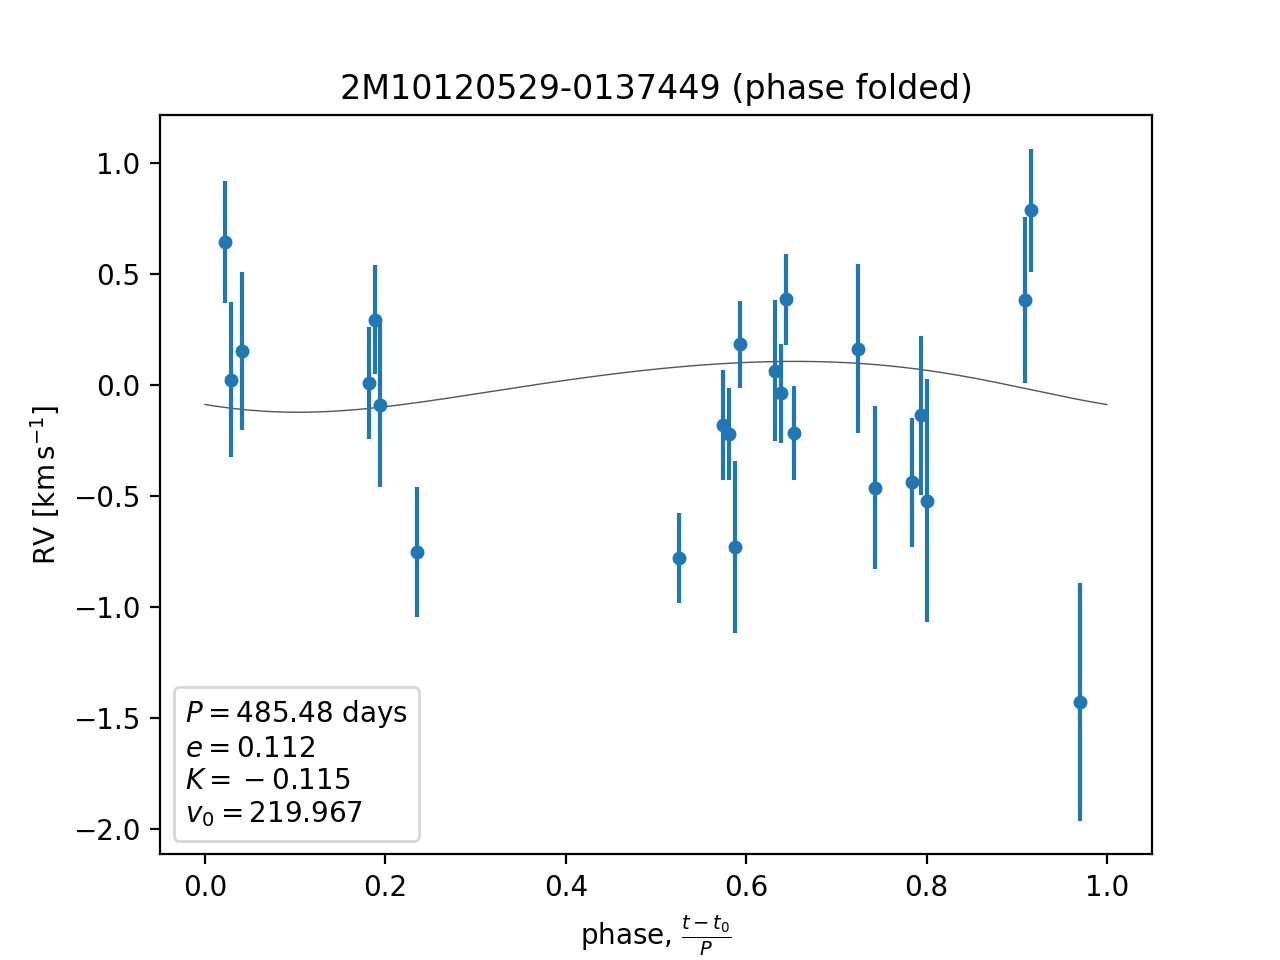 2M10120529-0137449 (phase folded)
1.0
0.5
0.0
−0.5
−1.0
−1.5
−2.0
RV [km s⁻¹]
P = 485.48 days
e = 0.112
K = −0.115
v₀ = 219.967
0.0 0.2 0.4 0.6 0.8 1.0
phase, (t − t₀)/P